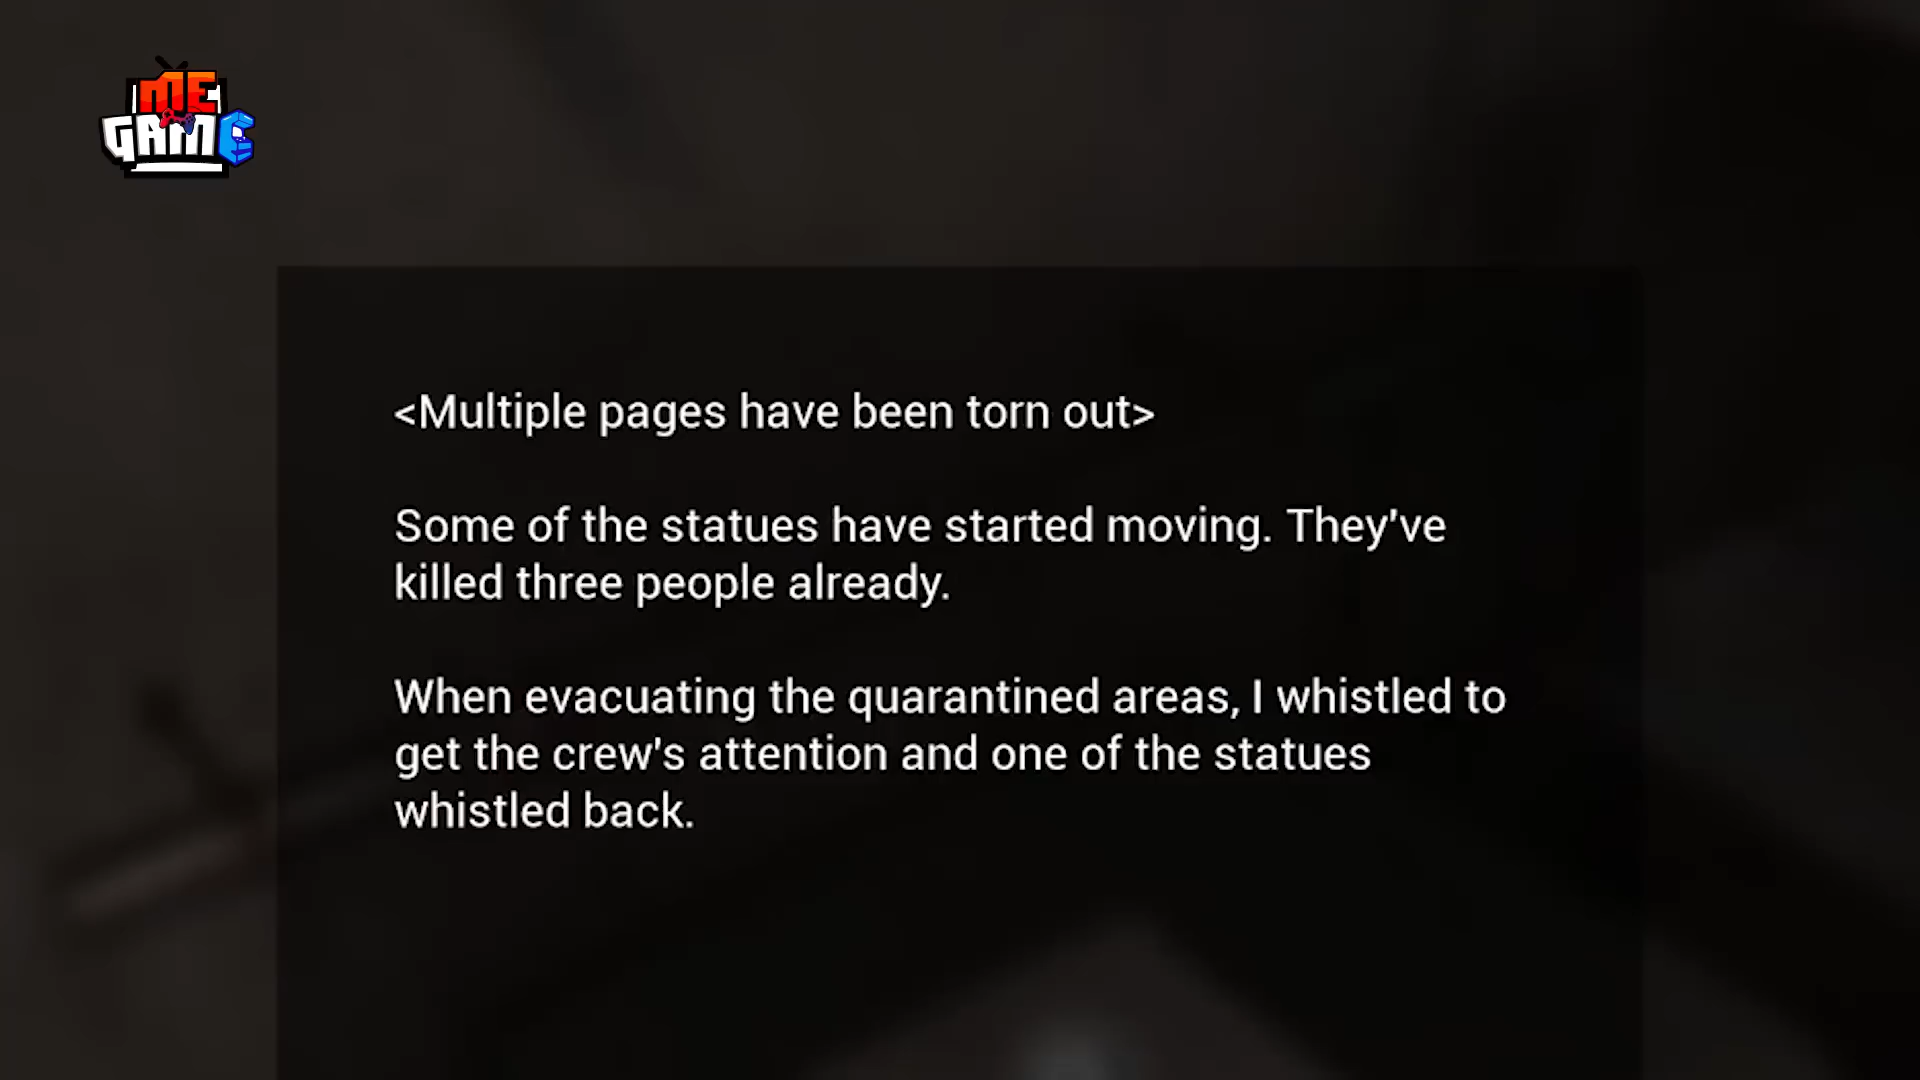 ME
GAME
<Multiple pages have been torn out>
Some of the statues have started moving. They've
killed three people already.
When evacuating the quarantined areas, I whistled to
get the crew's attention and one of the statues
whistled back.